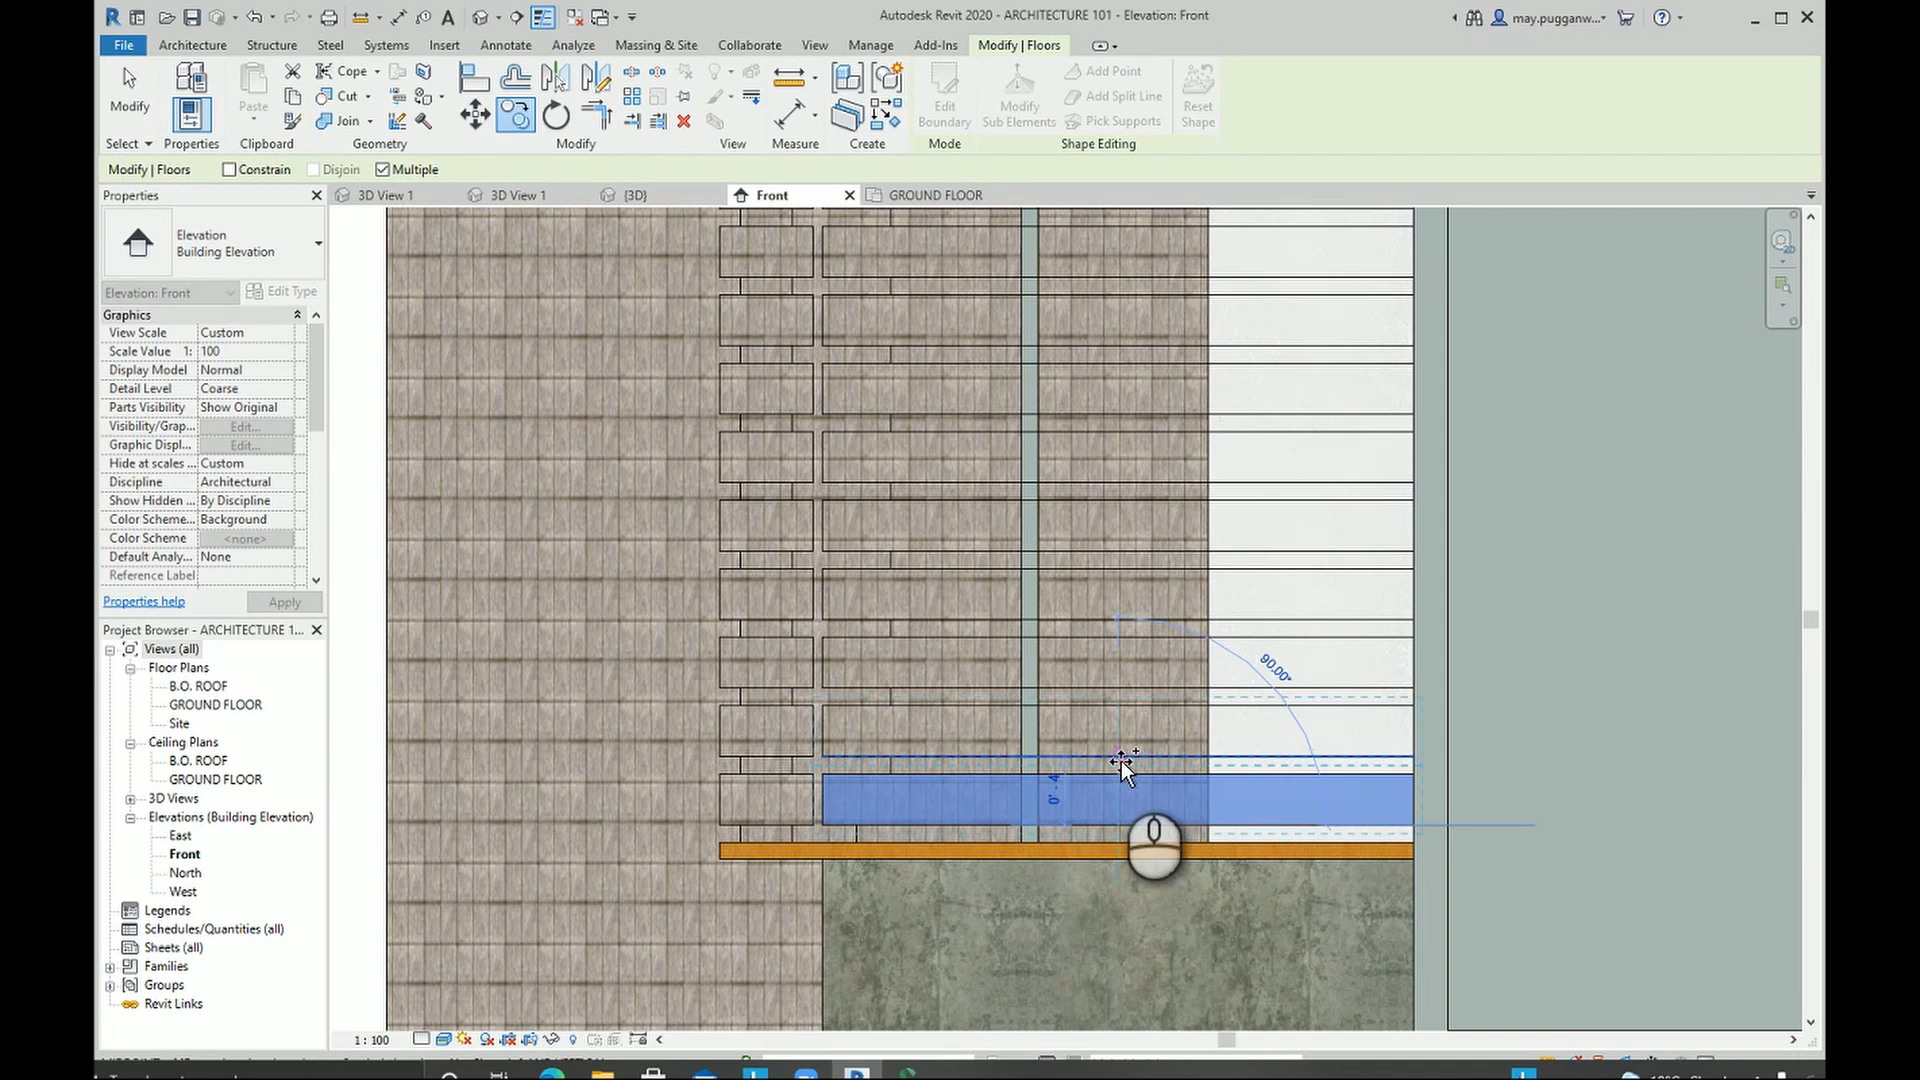 Autodesk Revit 2020 - ARCHITECTURE 101 - Elevation: Front
may.pugganw...
File Architecture Structure Steel Systems Insert Annotate Analyze Massing & Site Collaborate View Manage Add-Ins Modify | Floors
Modify
Paste
Cope
Cut
Join
Edit
Boundary
Modify
Sub Elements
Add Point
Add Split Line
Pick Supports
Reset
Shape
Select Properties Clipboard Geometry Modify View Measure Create Mode Shape Editing
Modify | Floors Constrain Disjoin Multiple
Properties
3D View 1 3D View 1 {3D} Front GROUND FLOOR
Elevation
Building Elevation
Elevation: Front Edit Type
Graphics
View Scale Custom
Scale Value 1: 100
Display Model Normal
Detail Level Coarse
Parts Visibility Show Original
Visibility/Grap... Edit...
Graphic Displ... Edit...
Hide at scales ... Custom
Discipline Architectural
Show Hidden ... By Discipline
Color Scheme... Background
Color Scheme <none>
Default Analy... None
Reference Label
Properties help Apply
Project Browser - ARCHITECTURE 1...
Views (all)
Floor Plans
B.O. ROOF
GROUND FLOOR
Site
Ceiling Plans
B.O. ROOF
GROUND FLOOR
3D Views
Elevations (Building Elevation)
East
Front
North
West
Legends
Schedules/Quantities (all)
Sheets (all)
Families
Groups
Revit Links
90.00°
0' - 4
1 : 100